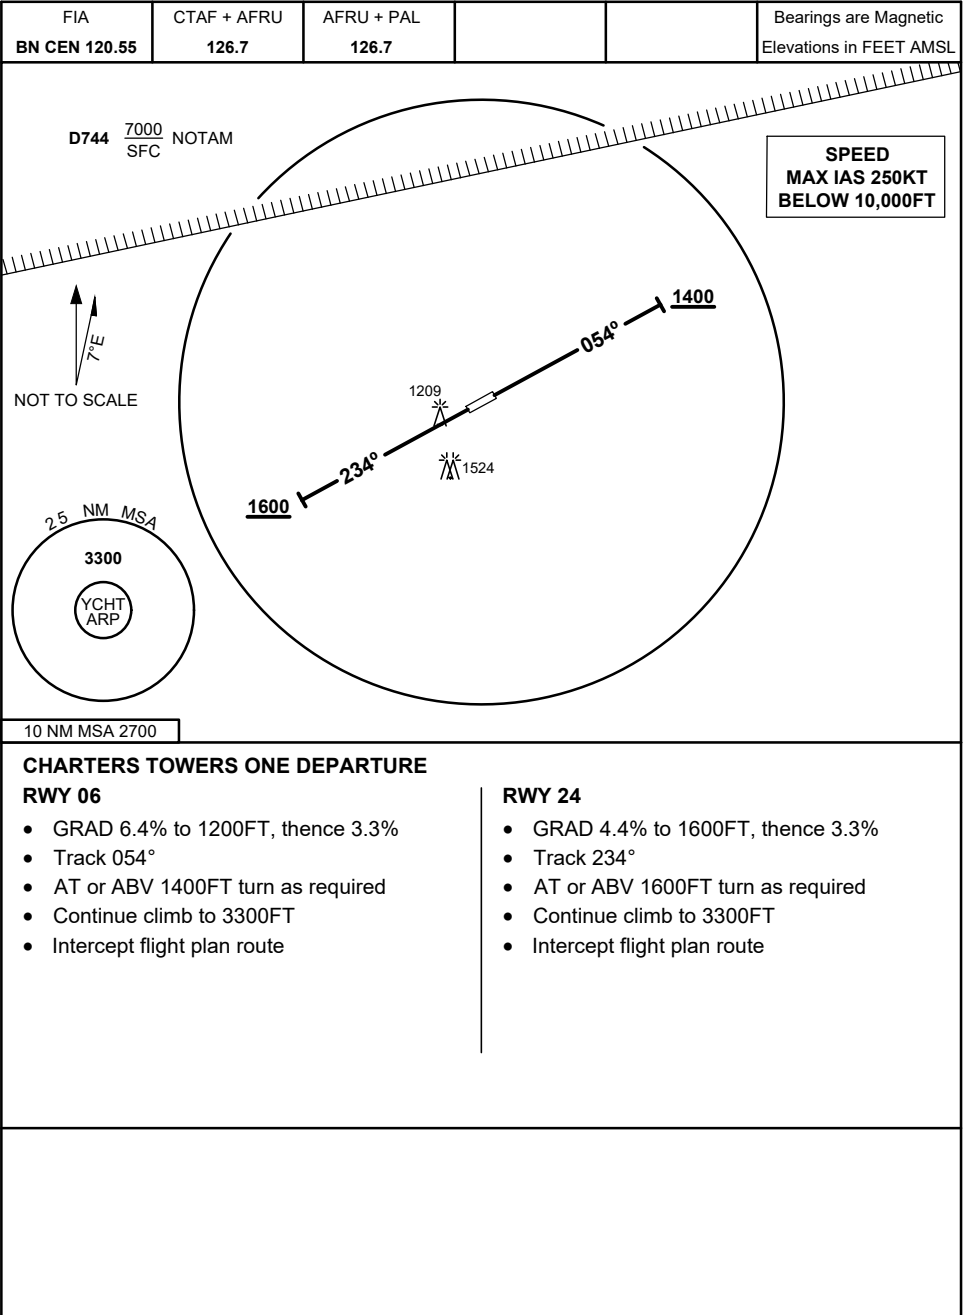 FIA
BN CEN 120.55
CTAF + AFRU
126.7
AFRU + PAL
126.7
Bearings are Magnetic
Elevations in FEET AMSL
D744 7000 NOTAM
SFC
SPEED
MAX IAS 250KT
BELOW 10,000FT
7°E
NOT TO SCALE
1400
054°
1209
234°
1524
1600
25 NM MSA
3300
YCHT
ARP
10 NM MSA 2700
CHARTERS TOWERS ONE DEPARTURE
RWY 06
• GRAD 6.4% to 1200FT, thence 3.3%
• Track 054°
• AT or ABV 1400FT turn as required
• Continue climb to 3300FT
• Intercept flight plan route
RWY 24
• GRAD 4.4% to 1600FT, thence 3.3%
• Track 234°
• AT or ABV 1600FT turn as required
• Continue climb to 3300FT
• Intercept flight plan route